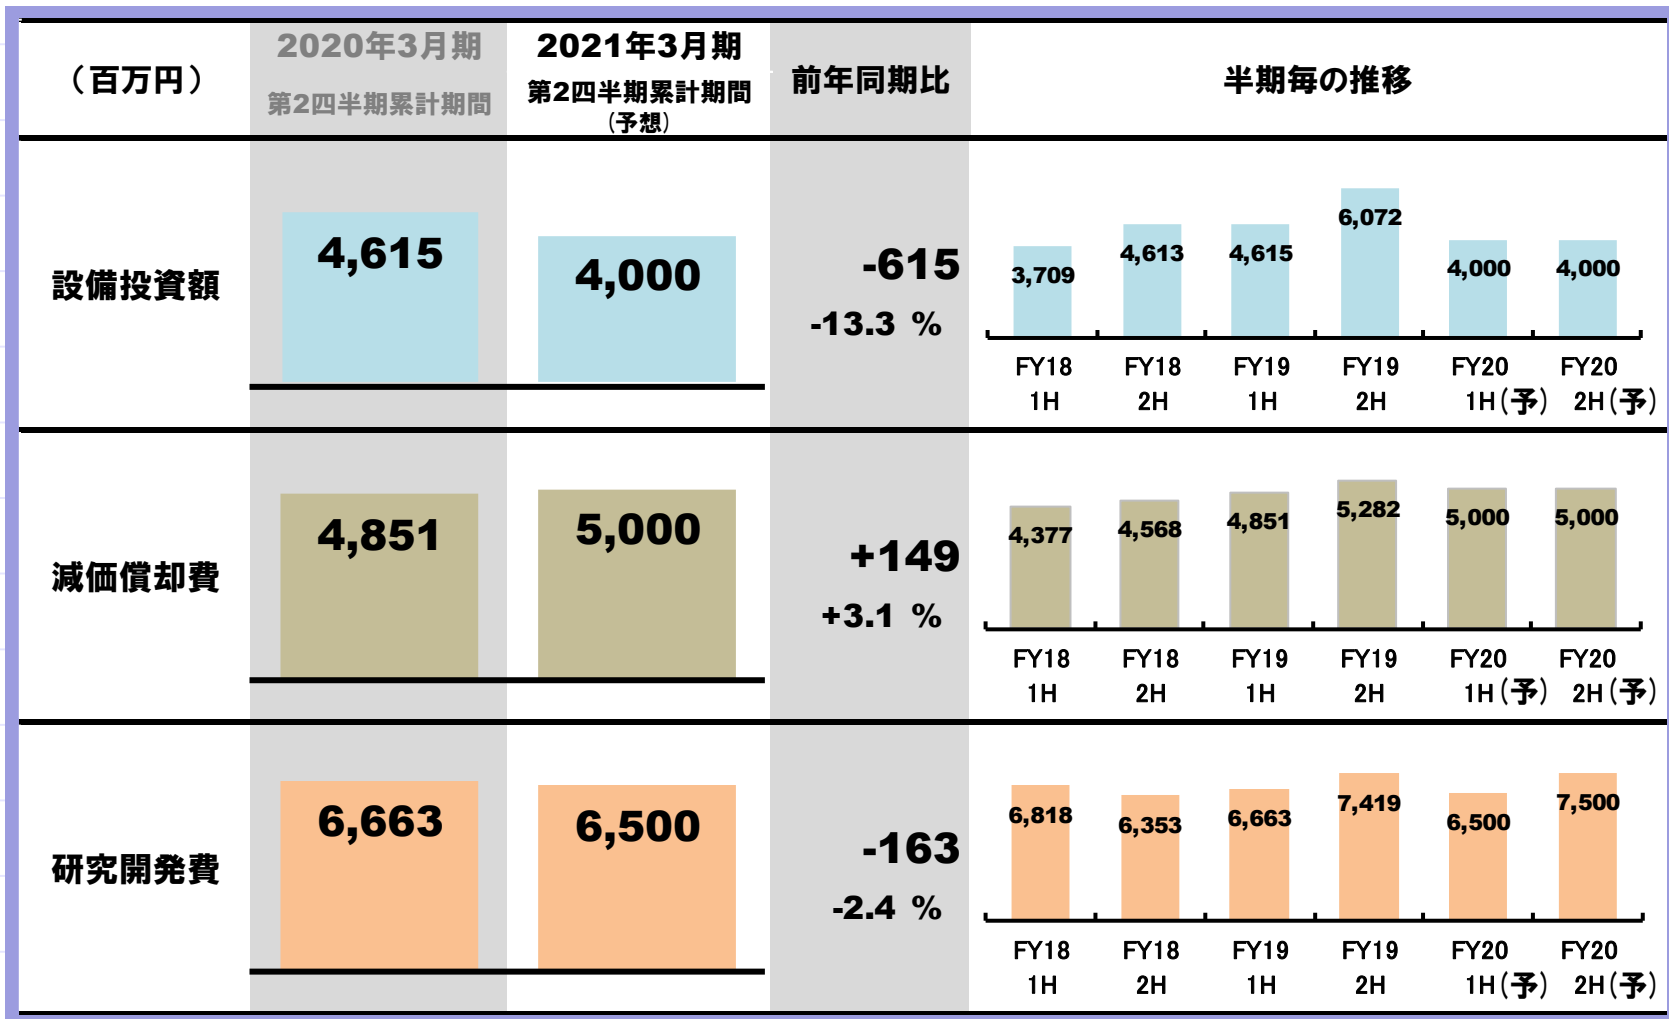 （百万円）
2020年3月期
第2四半期累計期間
2021年3月期
第2四半期累計期間
（予想）
前年同期比
半期毎の推移
設備投資額
4,615
4,000
-615
-13.3 %
3,709
4,613
4,615
6,072
4,000
4,000
FY18 FY18 FY19 FY19 FY20 FY20
1H 2H 1H 2H 1H（予） 2H（予）
減価償却費
4,851
5,000
+149
+3.1 %
4,377
4,568
4,851
5,282
5,000
5,000
FY18 FY18 FY19 FY19 FY20 FY20
1H 2H 1H 2H 1H（予） 2H（予）
研究開発費
6,663
6,500
-163
-2.4 %
6,818
6,353
6,663
7,419
6,500
7,500
FY18 FY18 FY19 FY19 FY20 FY20
1H 2H 1H 2H 1H（予） 2H（予）